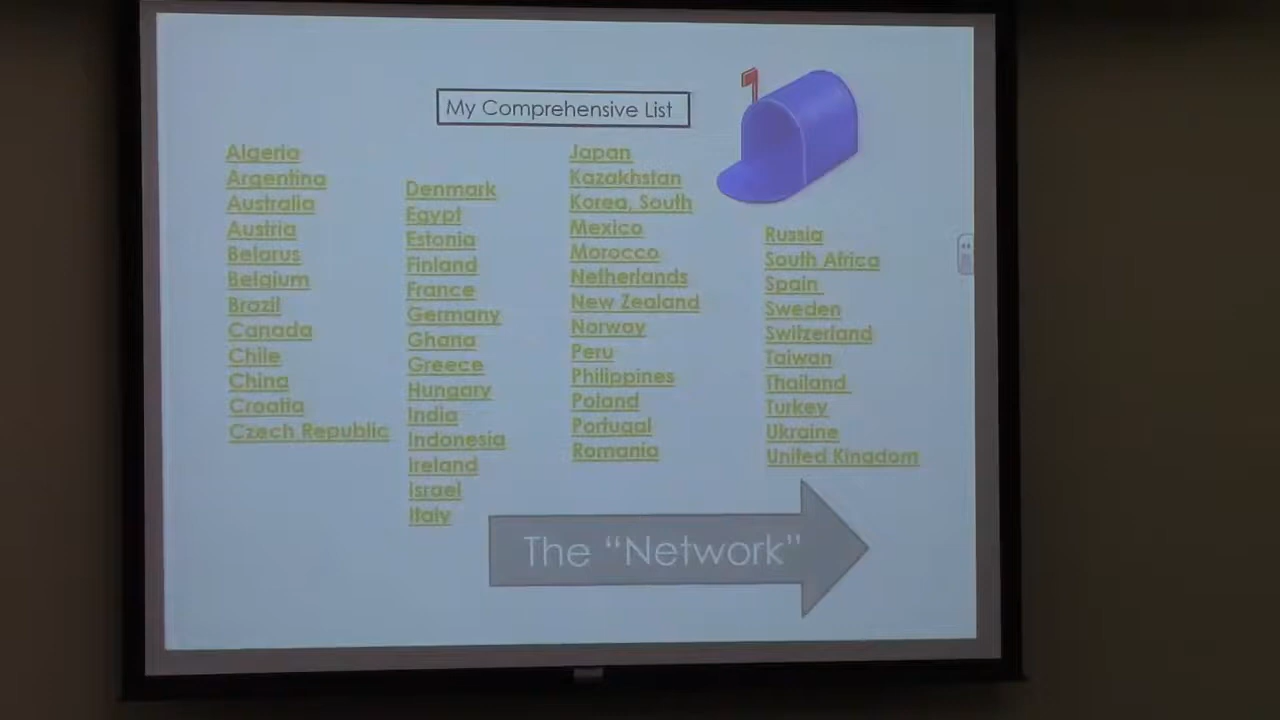 My Comprehensive List
Algeria
Argentina
Australia
Austria
Belarus
Belgium
Brazil
Canada
Chile
China
Croatia
Czech Republic
Denmark
Egypt
Estonia
Finland
France
Germany
Ghana
Greece
Hungary
India
Indonesia
Ireland
Israel
Italy
Japan
Kazakhstan
Korea, South
Mexico
Morocco
Netherlands
New Zealand
Norway
Peru
Philippines
Poland
Portugal
Romania
Russia
South Africa
Spain
Sweden
Switzerland
Taiwan
Thailand
Turkey
Ukraine
United Kingdom
The “Network”